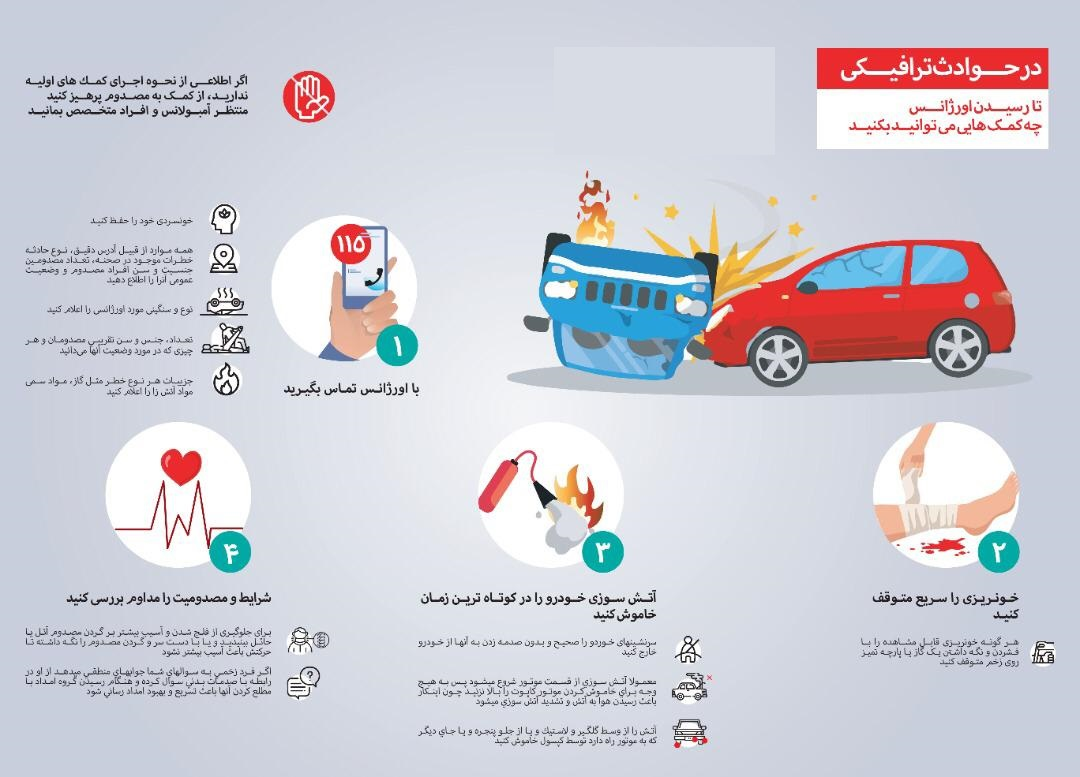 در حوادث ترافیکی
تا رسیدن اورژانس
چه کمک هایی می توانید بکنید
اگر اطلاعی از نحوه اجرای کمک های اولیه
ندارید، از کمک به مصدوم پرهیز کنید
منتظر آمبولانس و افراد متخصص بمانید
۱۱۵
۱
با اورژانس تماس بگیرید
خونسردی خود را حفظ کنید
همه موارد از قبیل آدرس دقیق، نوع حادثه
خطرات موجود در صحنه، تعداد مصدومین
جنسیت و سن افراد مصدوم و وضعیت
عمومی آنرا را اطلاع دهید
نوع و سنگینی مورد اورژانس را اعلام کنید
تعداد، جنس و سن تقریبی مصدومان و هر
چیزی که در مورد وضعیت آنها می‌دانید
جزییات هر نوع خطر مثل گاز، مواد سمی
مواد آتش زا را اعلام کنید
۲
خونریزی را سریع متوقف
کنید
هر گونه خونریزی قابل مشاهده را با
فشردن و نگه داشتن یک گاز یا پارچه تمیز
روی زخم متوقف کنید
۳
آتش سوزی خودرو را در کوتاه ترین زمان
خاموش کنید
سرنشینهای خودرو را صحیح و بدون صدمه زدن به آنها از خودرو
خارج کنید
معمولا آتش سوزی از قسمت موتور شروع میشود پس به هیچ
وجه برای خاموش کردن موتور کاپوت را بالا نزنید چون اینکار
باعث رسیدن هوا به آتش و تشدید آتش سوزی میشود
آتش را از وسط گلگیر و لاستیک و یا از جلو پنجره و یا جای دیگر
که به موتور راه دارد توسط کپسول خاموش کنید
۴
شرایط و مصدومیت را مداوم بررسی کنید
برای جلوگیری از فلج شدن و آسیب بیشتر بر گردن مصدوم آتل یا
حائل ببندید و یا با دست سر و گردن مصدوم را نگه داشته تا
حرکتش باعث آسیب بیشتر نشود
اگر فرد زخمی به سوالهای شما جوابهای منطقی میدهد از او در
رابطه با صدمات بدنی سوال کرده و هنگام رسیدن گروه امداد با
مطلع کردن آنها باعث تسریع و بهبود امداد رسانی شود